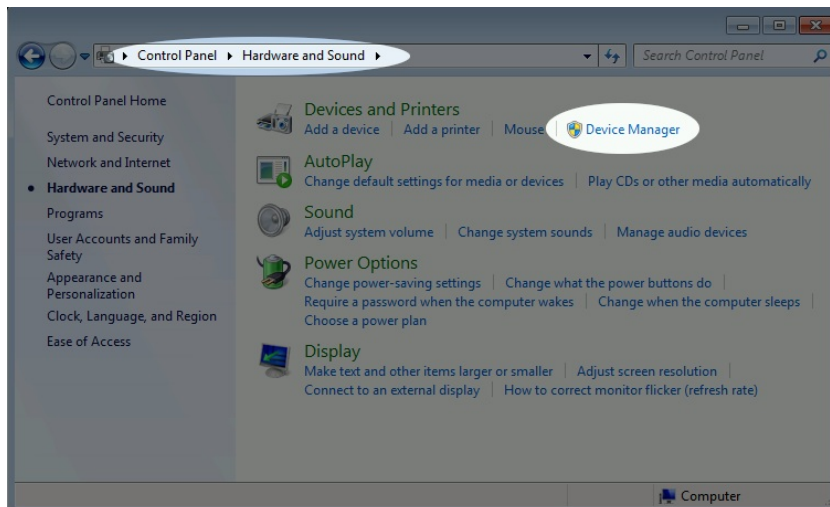 Control Panel Hardware and Sound
Search Control Panel
Control Panel Home
System and Security
Network and Internet
Hardware and Sound
Programs
User Accounts and Family
Safety
Appearance and
Personalization
Clock, Language, and Region
Ease of Access
Devices and Printers
Add a device Add a printer Mouse Device Manager
AutoPlay
Change default settings for media or devices Play CDs or other media automatically
Sound
Adjust system volume Change system sounds Manage audio devices
Power Options
Change power-saving settings Change what the power buttons do
Require a password when the computer wakes Change when the computer sleeps
Choose a power plan
Display
Make text and other items larger or smaller Adjust screen resolution
Connect to an external display How to correct monitor flicker (refresh rate)
Computer